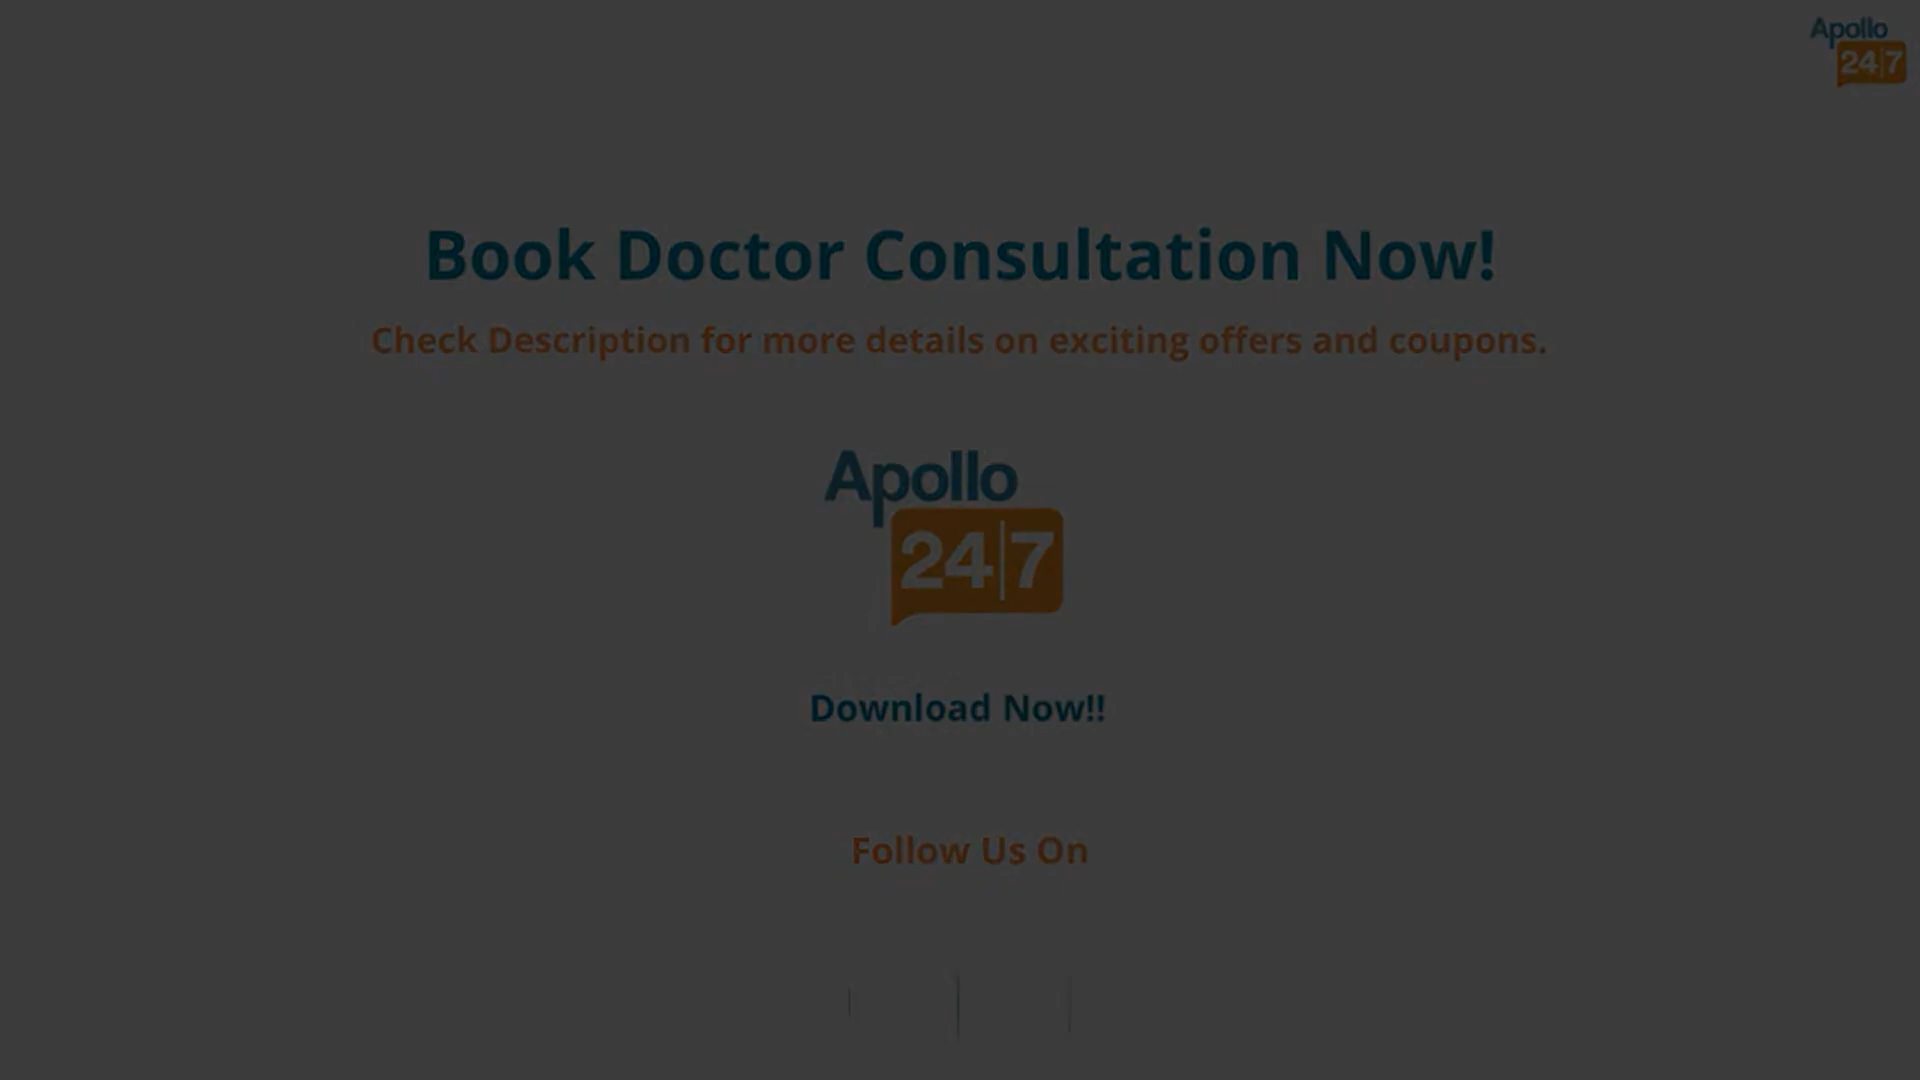 Apollo
24|7
Book Doctor Consultation Now!
Check Description for more details on exciting offers and coupons.
Apollo
24|7
Download Now!!
Follow Us On